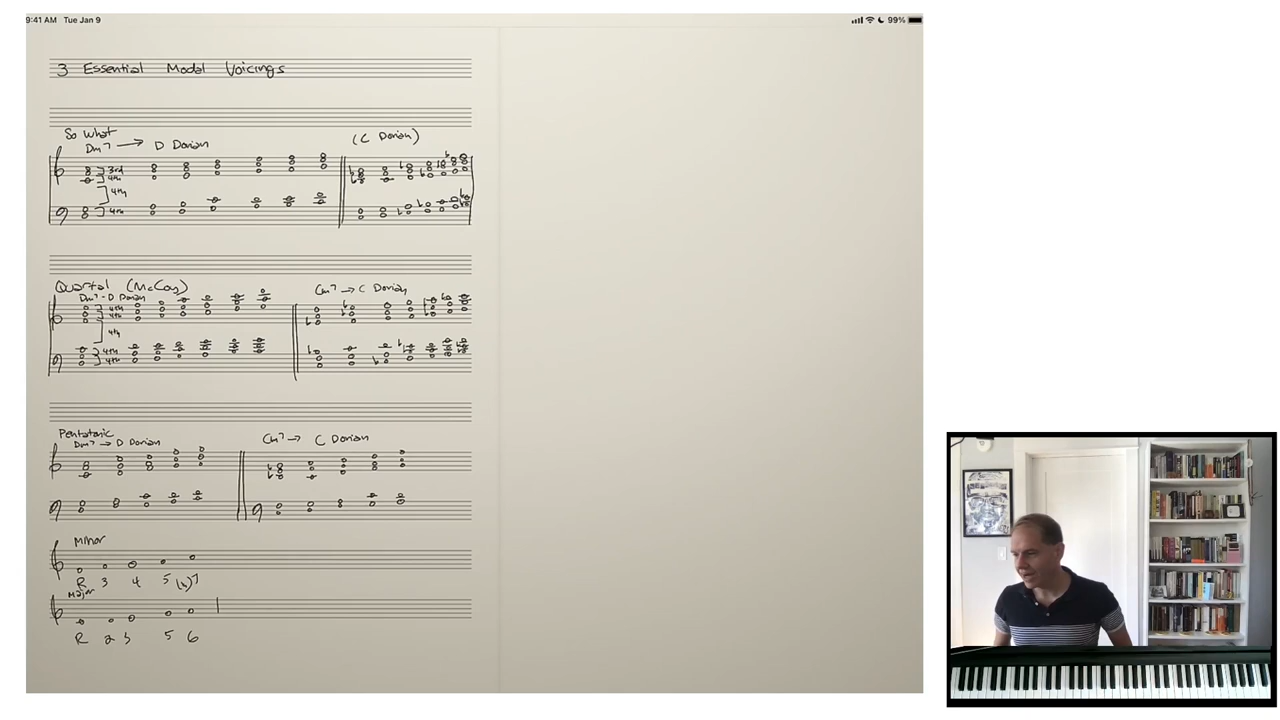 9:41 AM Tue Jan 9
99%
3 Essential Modal Voicings
So What
Dm7 → D Dorian
(C Dorian)
3rd
4th
4th
4th
Quartal (McCoy)
Dm7 - D Dorian
Cm7 → C Dorian
4th
4th
4th
4th
4th
Pentatonic
Dm7 → D Dorian
Cm7 → C Dorian
Minor
R 3 4 5 (b)7
Major
R 2 3 5 6